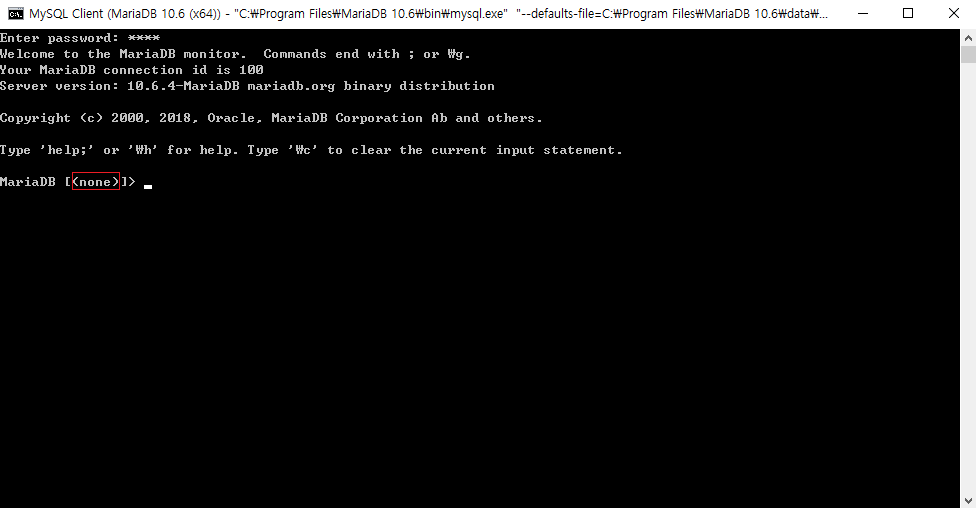 MySQL Client (MariaDB 10.6 (x64)) - "C:₩Program Files₩MariaDB 10.6₩bin₩mysql.exe"  "--defaults-file=C:₩Program Files₩MariaDB 10.6₩data₩...
Enter password: ****
Welcome to the MariaDB monitor.  Commands end with ; or ₩g.
Your MariaDB connection id is 100
Server version: 10.6.4-MariaDB mariadb.org binary distribution
Copyright (c) 2000, 2018, Oracle, MariaDB Corporation Ab and others.
Type 'help;' or '₩h' for help. Type '₩c' to clear the current input statement.
MariaDB [(none)]> _